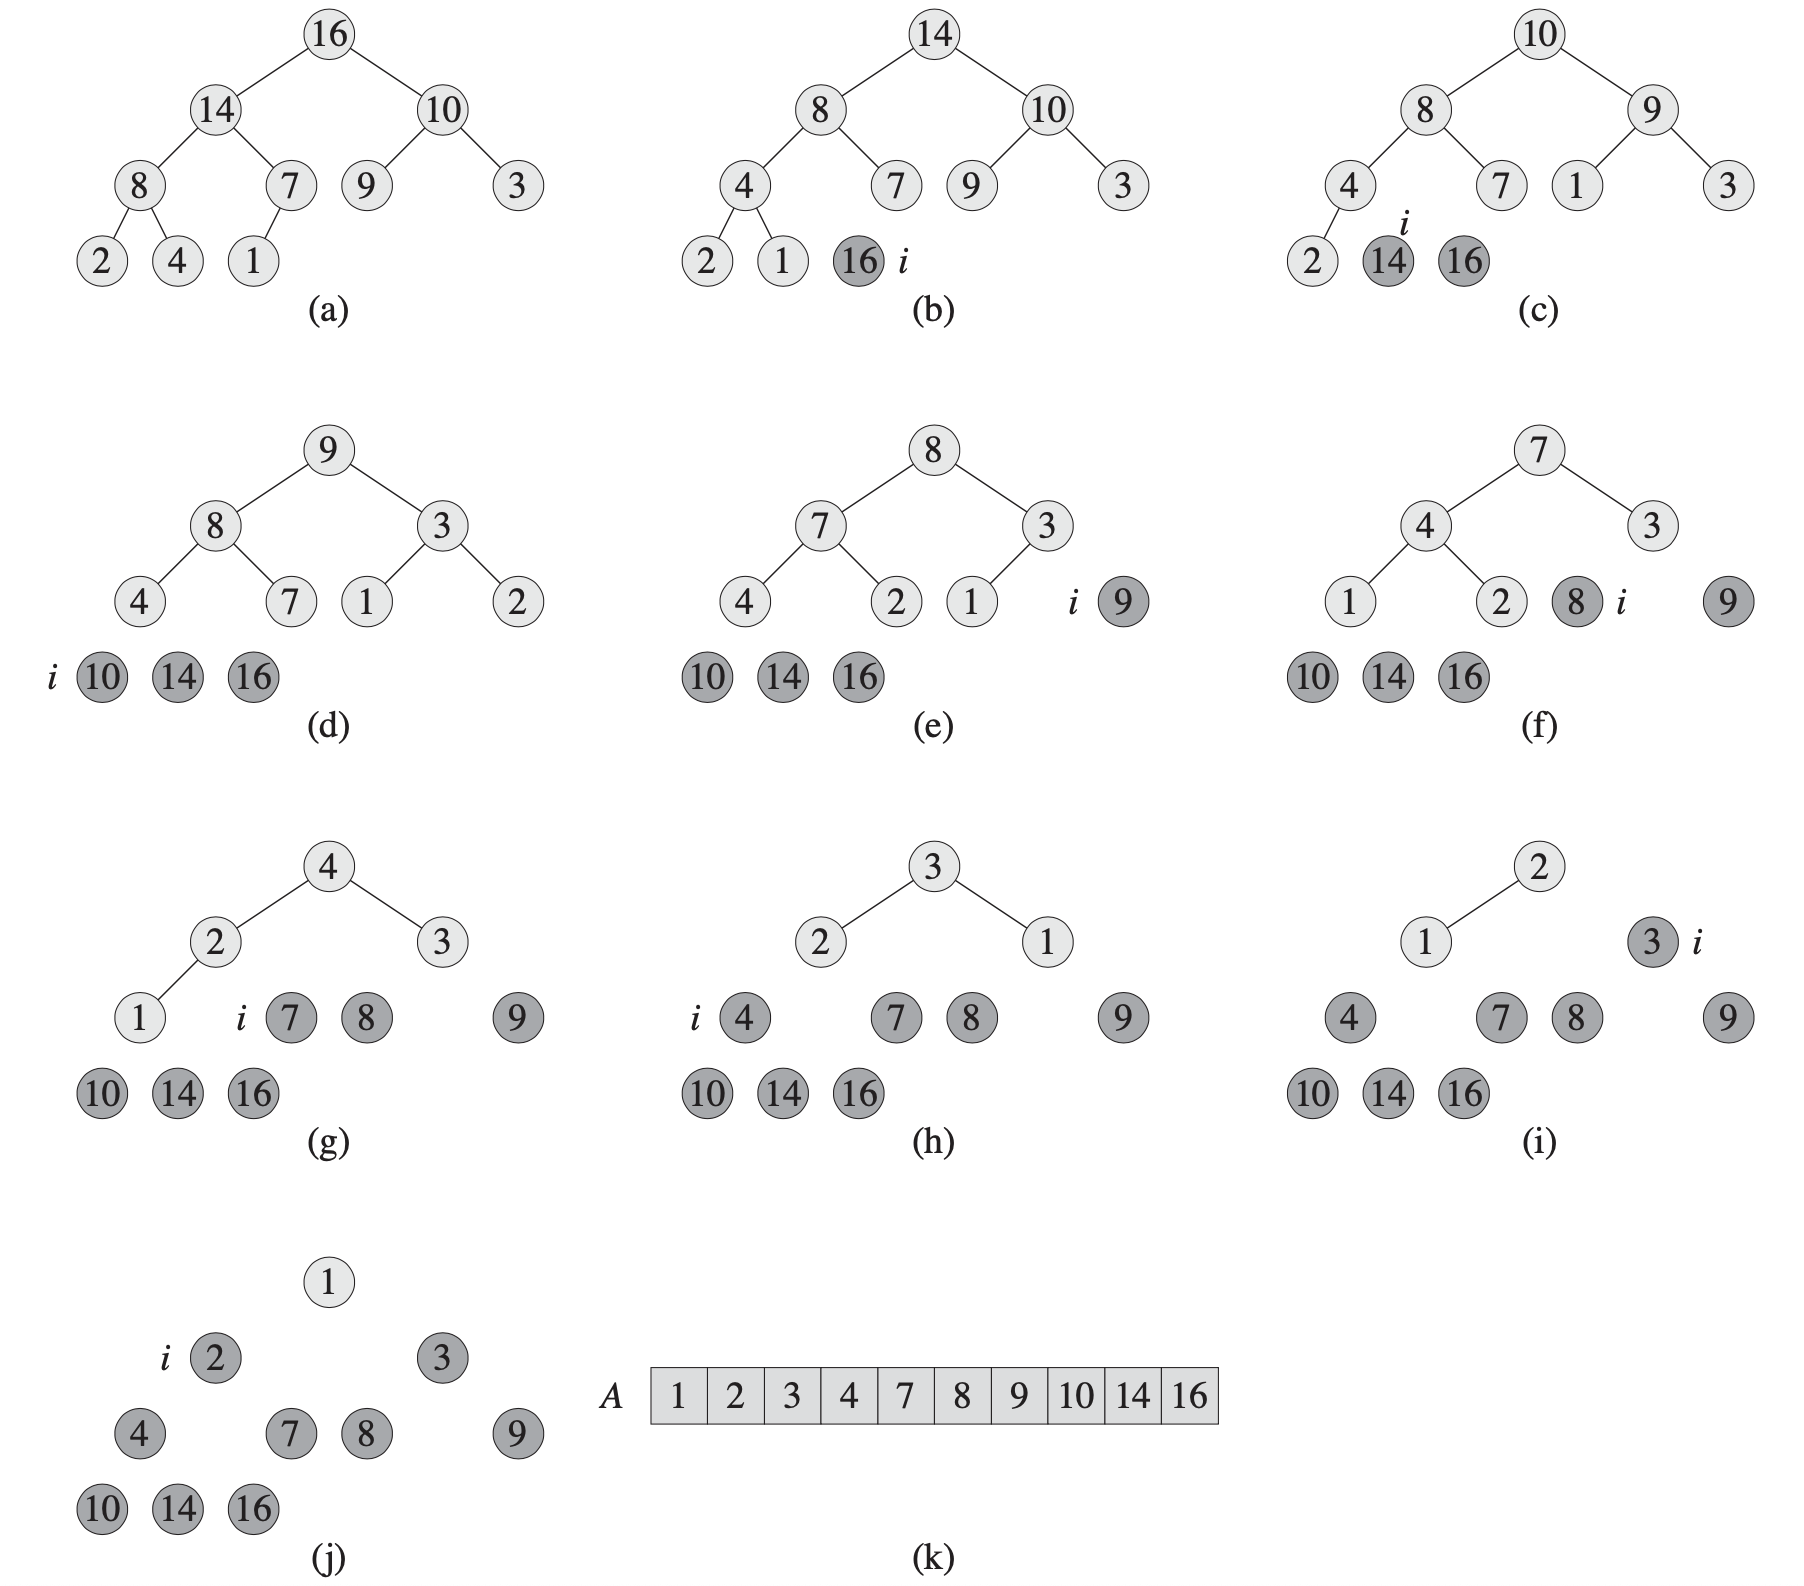 16 14 10
14 10 8 10 8 9
8 7 9 3 4 7 9 3 4 7 1 3
i
2 4 1 2 1 16 i 2 14 16
(a) (b) (c)
9 8 7
8 3 7 3 4 3
4 7 1 2 4 2 1 i 9 1 2 8 i 9
i 10 14 16 10 14 16 10 14 16
(d) (e) (f)
4 3 2
2 3 2 1 1 3 i
1 i 7 8 9 i 4 7 8 9 4 7 8 9
10 14 16 10 14 16 10 14 16
(g) (h) (i)
1
i 2 3
A 1 2 3 4 7 8 9 10 14 16
4 7 8 9
10 14 16
(j) (k)